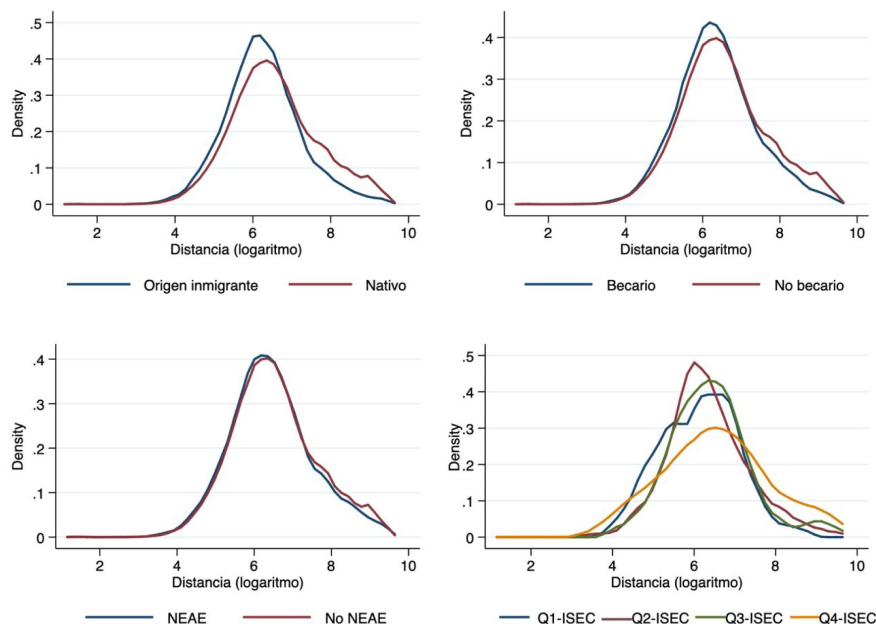 .5
.4
.3
.2
.1
0
Density
2 4 6 8 10
Distancia (logaritmo)
Origen inmigrante Nativo
.4
.3
.2
.1
0
Density
2 4 6 8 10
Distancia (logaritmo)
Becario No becario
.4
.3
.2
.1
0
Density
2 4 6 8 10
Distancia (logaritmo)
NEAE No NEAE
.5
.4
.3
.2
.1
0
Density
2 4 6 8 10
Distancia (logaritmo)
Q1-ISEC Q2-ISEC Q3-ISEC Q4-ISEC